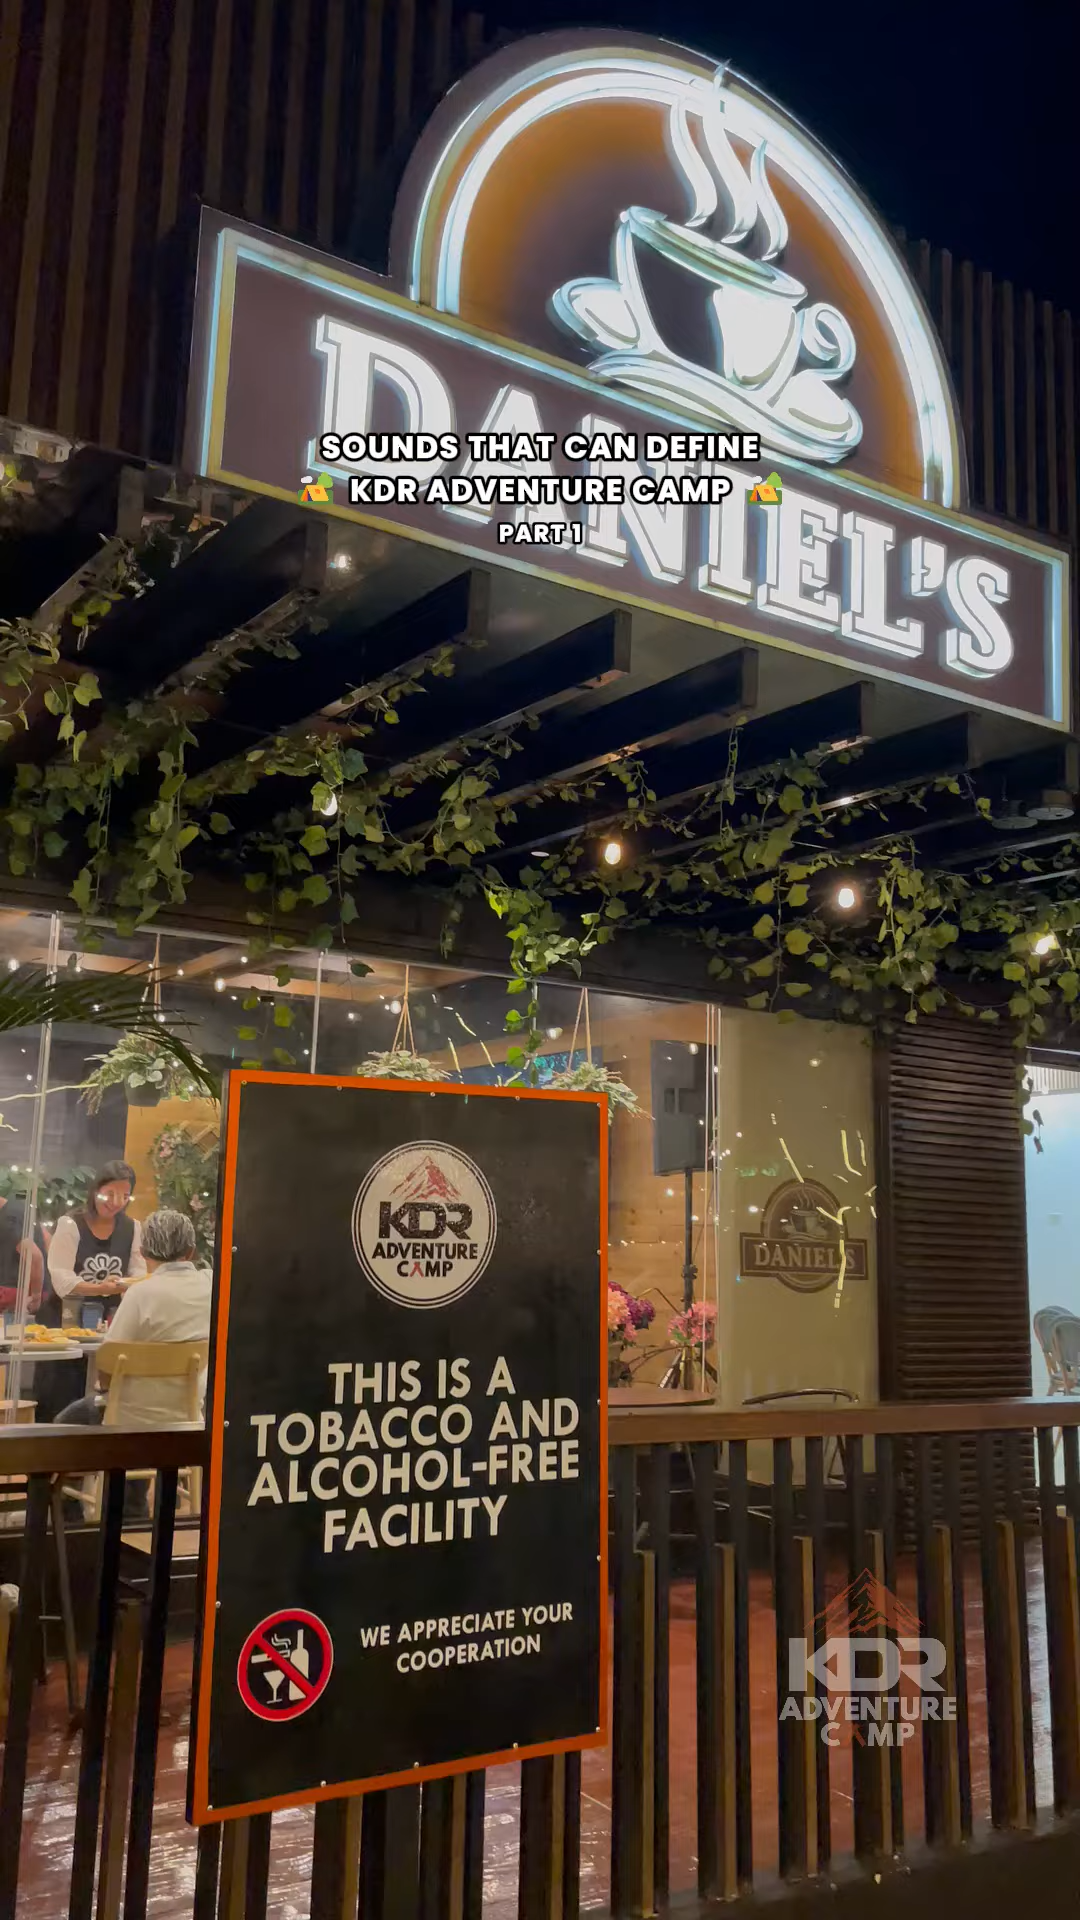 DANIEL'S
SOUNDS THAT CAN DEFINE
🏕️ KDR ADVENTURE CAMP 🏕️
PART 1
DANIEL'S
KDR
ADVENTURE
CAMP
THIS IS A
TOBACCO AND
ALCOHOL-FREE
FACILITY
WE APPRECIATE YOUR
COOPERATION
KDR
ADVENTURE
CAMP